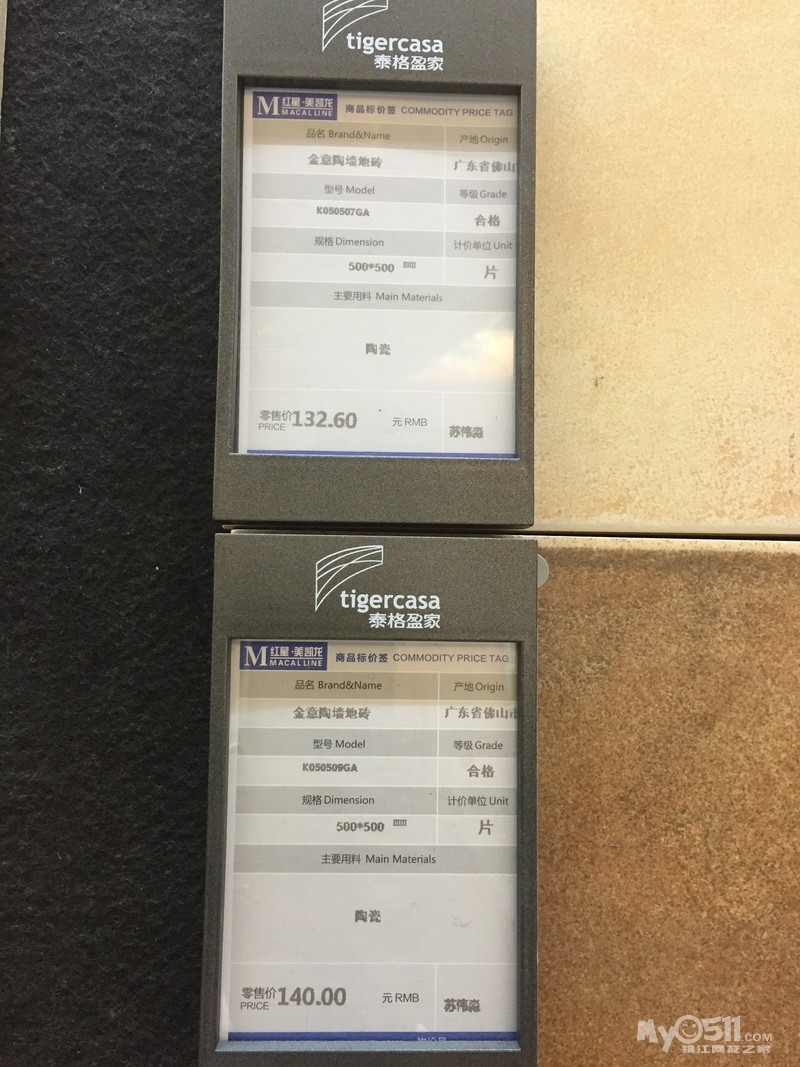 tigercasa
泰格盈家
M 红星·美凯龙 MACALLINE 商品标价签 COMMODITY PRICE TAG
品名 Brand&Name 产地 Origin
金意陶墙地砖 广东省佛山
型号 Model 等级 Grade
K050507GA 合格
规格 Dimension 计价单位 Unit
500*500 mm 片
主要用料 Main Materials
陶瓷
零售价 PRICE 132.60 元 RMB 苏伟淼
tigercasa
泰格盈家
M 红星·美凯龙 MACALLINE 商品标价签 COMMODITY PRICE TAG
品名 Brand&Name 产地 Origin
金意陶墙地砖 广东省佛山市
型号 Model 等级 Grade
K050509GA 合格
规格 Dimension 计价单位 Unit
500*500 mm 片
主要用料 Main Materials
陶瓷
零售价 PRICE 140.00 元 RMB 苏伟淼
My0511.COM
镇江网友之家